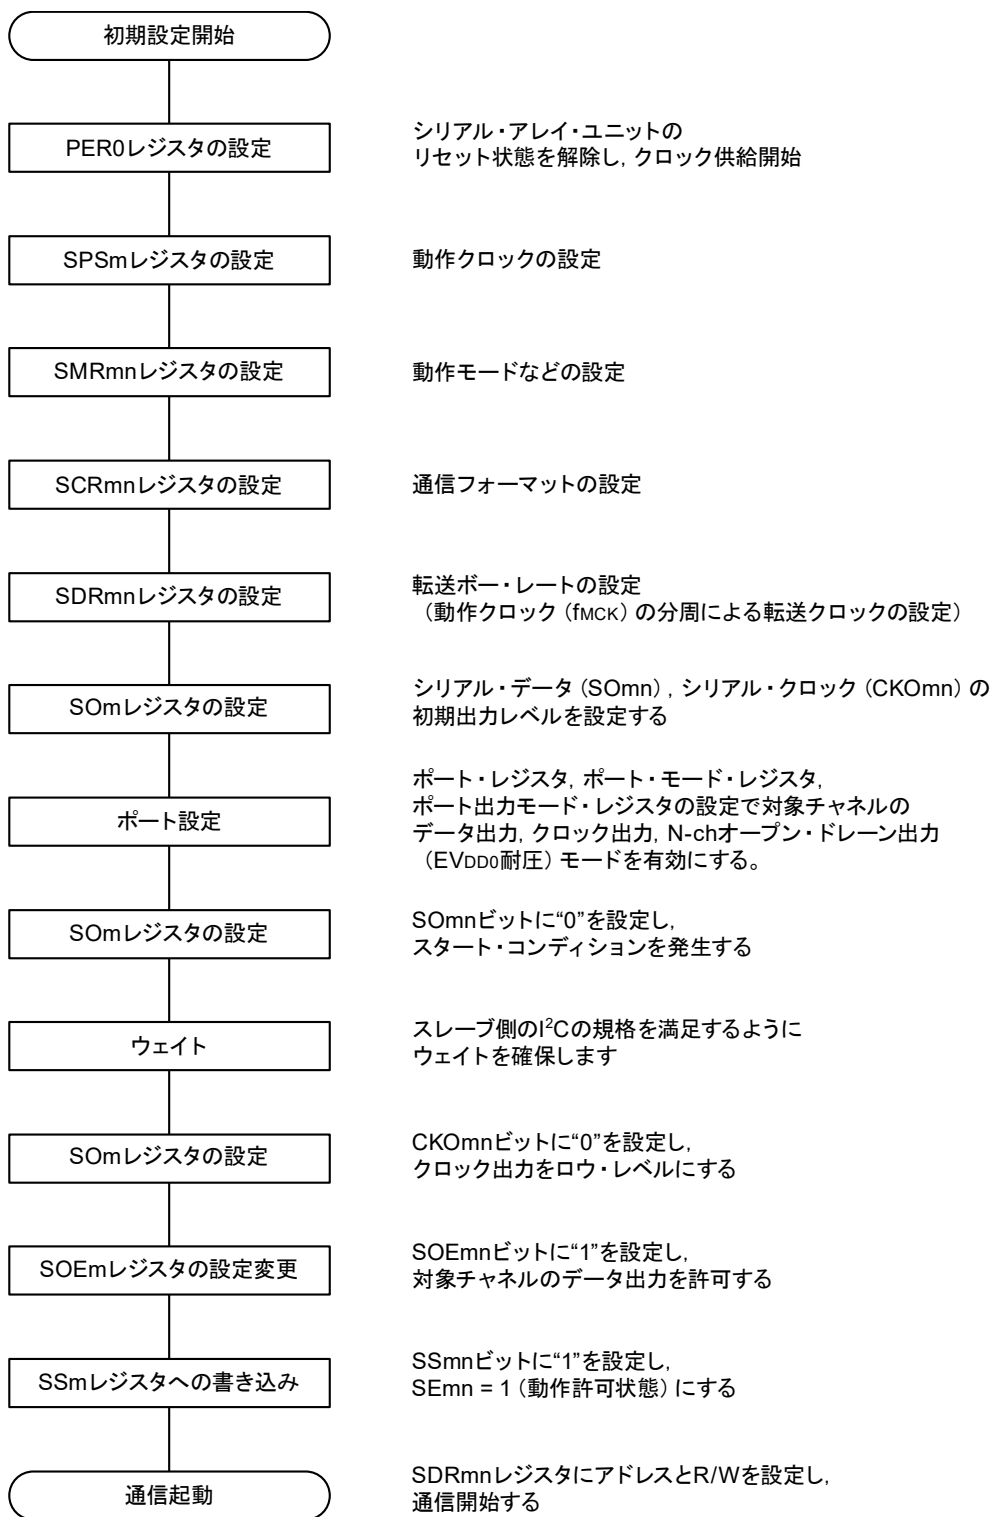 初期設定開始
PER0レジスタの設定
シリアル・アレイ・ユニットの
リセット状態を解除し, クロック供給開始
SPSmレジスタの設定
動作クロックの設定
SMRmnレジスタの設定
動作モードなどの設定
SCRmnレジスタの設定
通信フォーマットの設定
SDRmnレジスタの設定
転送ボー・レートの設定
（動作クロック（fMCK）の分周による転送クロックの設定）
SOmレジスタの設定
シリアル・データ（SOmn）, シリアル・クロック（CKOmn）の
初期出力レベルを設定する
ポート設定
ポート・レジスタ, ポート・モード・レジスタ,
ポート出力モード・レジスタの設定で対象チャネルの
データ出力, クロック出力, N-chオープン・ドレーン出力
（EVDD0耐圧）モードを有効にする。
SOmレジスタの設定
SOmnビットに“0”を設定し,
スタート・コンディションを発生する
ウェイト
スレーブ側のI²Cの規格を満足するように
ウェイトを確保します
SOmレジスタの設定
CKOmnビットに“0”を設定し,
クロック出力をロウ・レベルにする
SOEmレジスタの設定変更
SOEmnビットに“1”を設定し,
対象チャネルのデータ出力を許可する
SSmレジスタへの書き込み
SSmnビットに“1”を設定し,
SEmn = 1（動作許可状態）にする
通信起動
SDRmnレジスタにアドレスとR/Wを設定し,
通信開始する